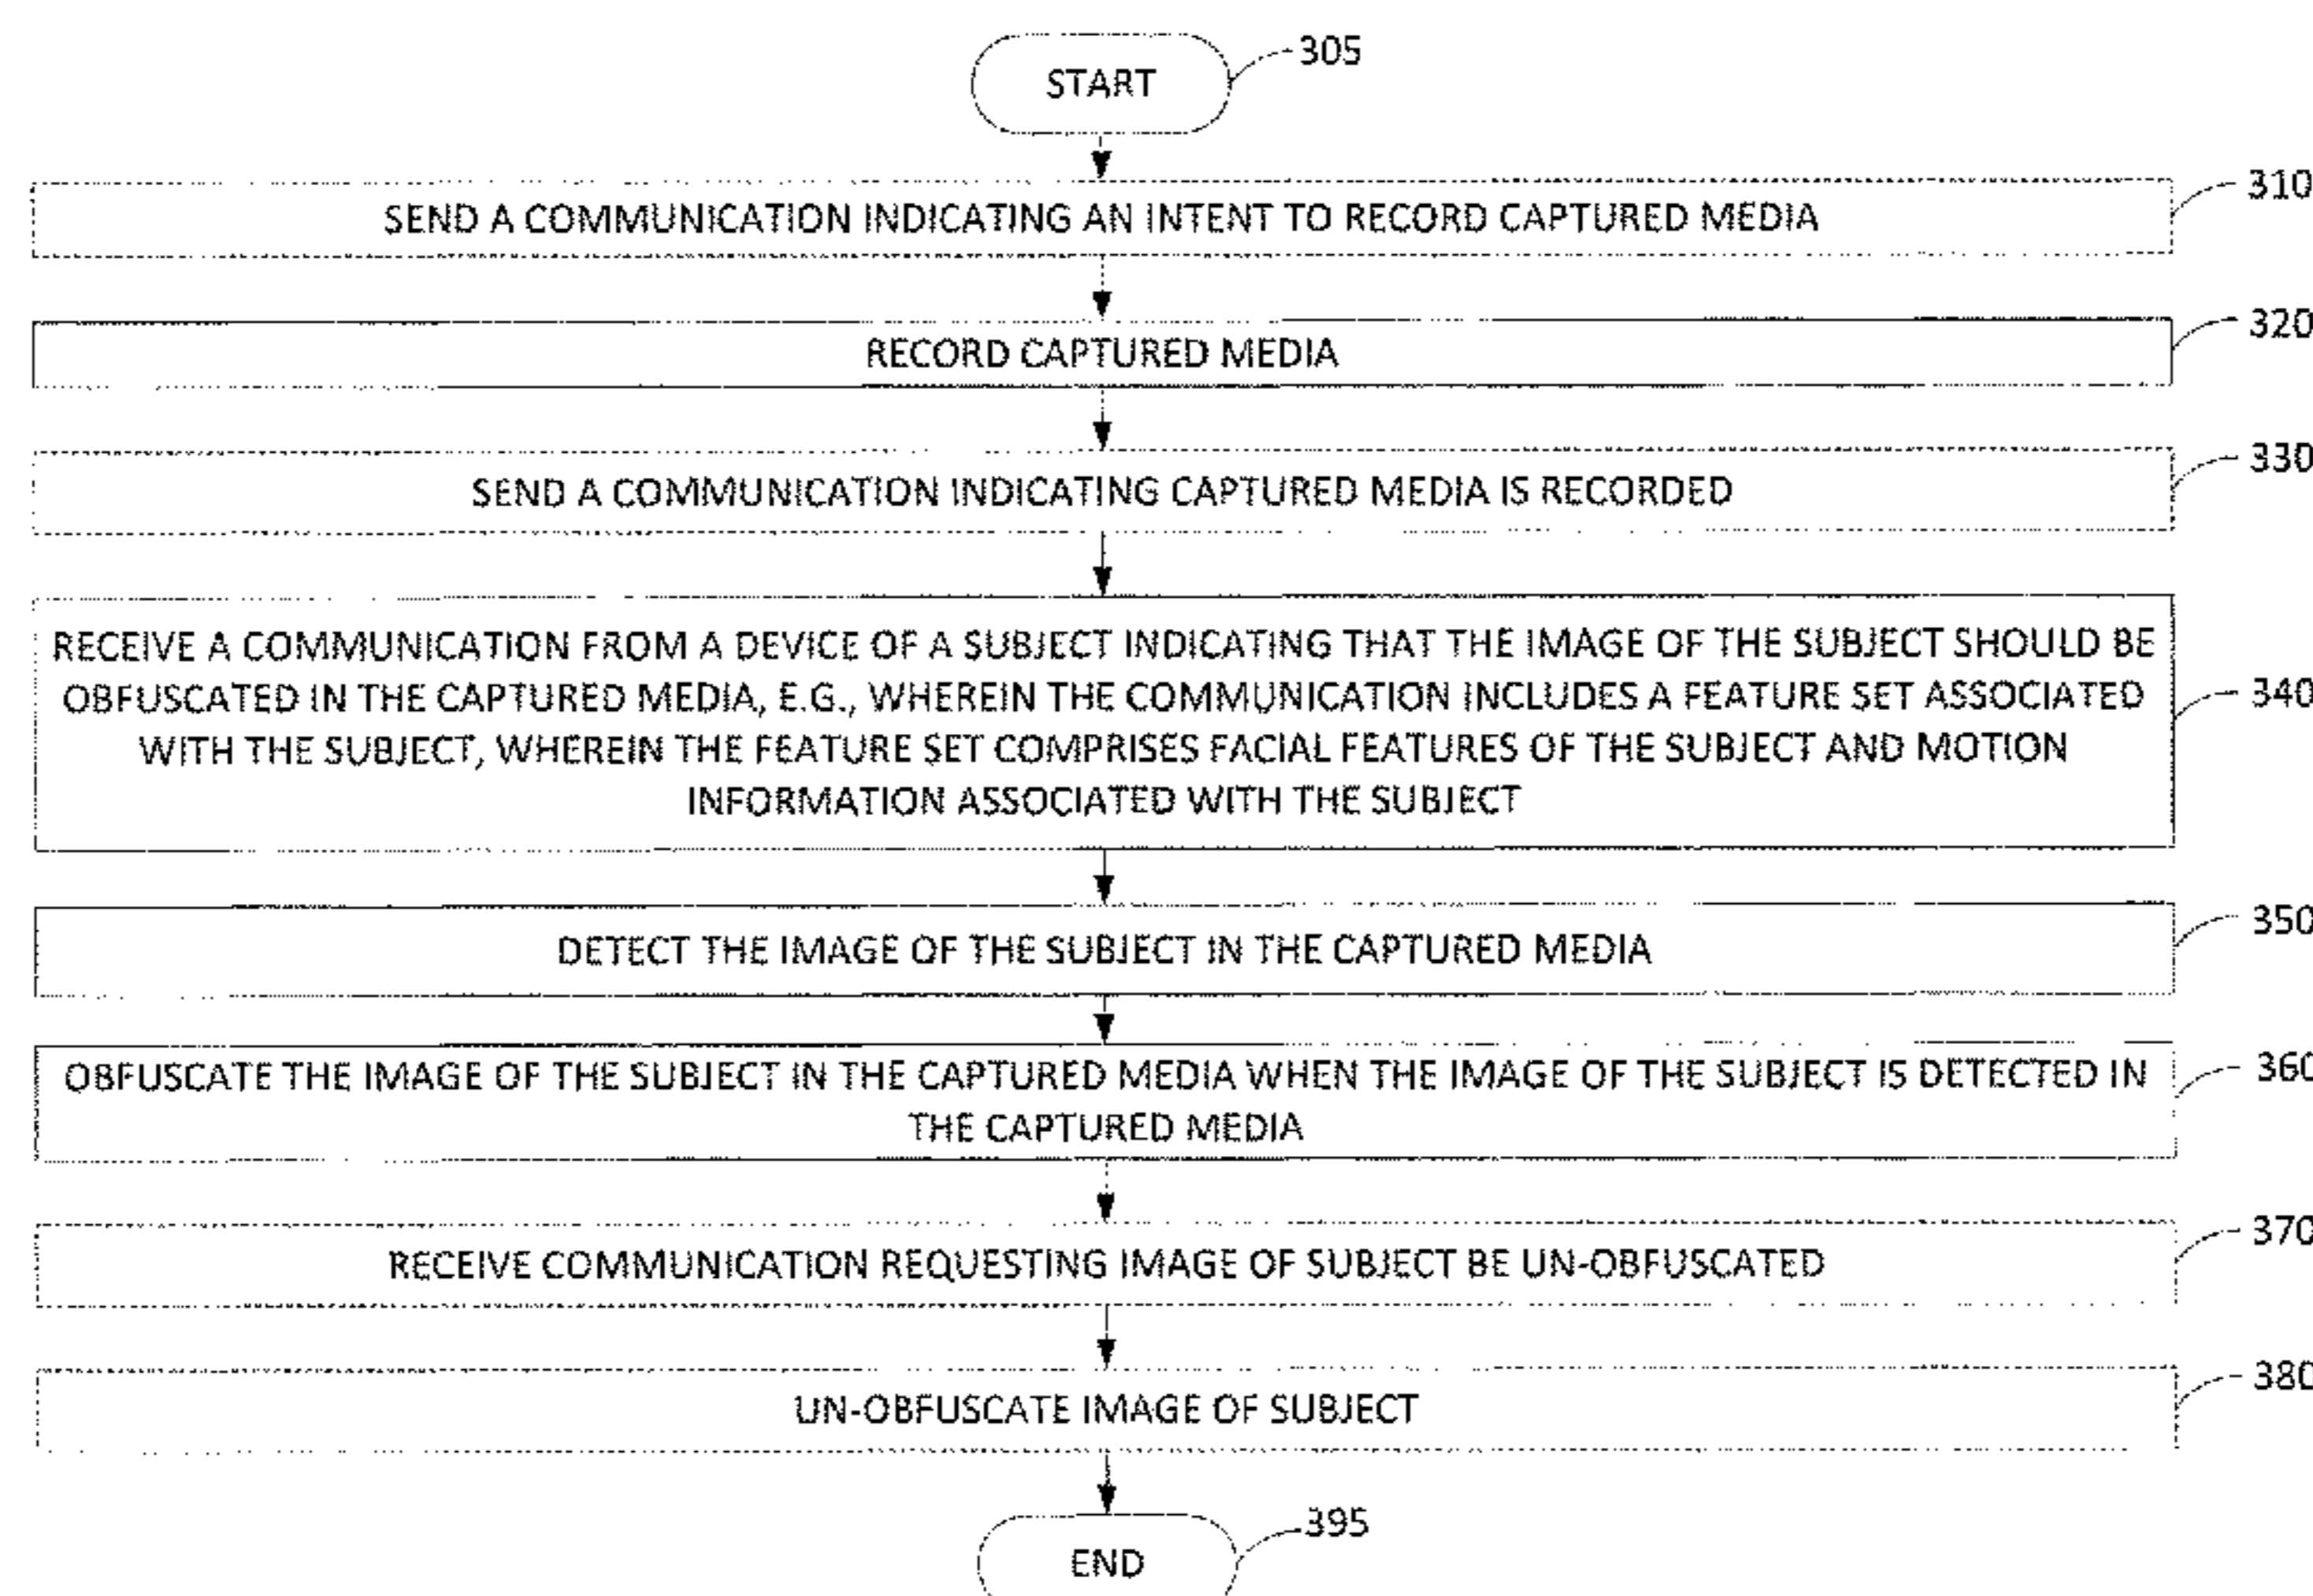 START
305
310
SEND A COMMUNICATION INDICATING AN INTENT TO RECORD CAPTURED MEDIA
320
RECORD CAPTURED MEDIA
330
SEND A COMMUNICATION INDICATING CAPTURED MEDIA IS RECORDED
RECEIVE A COMMUNICATION FROM A DEVICE OF A SUBJECT INDICATING THAT THE IMAGE OF THE SUBJECT SHOULD BE
OBFUSCATED IN THE CAPTURED MEDIA, E.G., WHEREIN THE COMMUNICATION INCLUDES A FEATURE SET ASSOCIATED
340
WITH THE SUBJECT, WHEREIN THE FEATURE SET COMPRISES FACIAL FEATURES OF THE SUBJECT AND MOTION
INFORMATION ASSOCIATED WITH THE SUBJECT
350
DETECT THE IMAGE OF THE SUBJECT IN THE CAPTURED MEDIA
360
OBFUSCATE THE IMAGE OF THE SUBJECT IN THE CAPTURED MEDIA WHEN THE IMAGE OF THE SUBJECT IS DETECTED IN
THE CAPTURED MEDIA
370
RECEIVE COMMUNICATION REQUESTING IMAGE OF SUBJECT BE UN-OBFUSCATED
380
UN-OBFUSCATE IMAGE OF SUBJECT
395
END